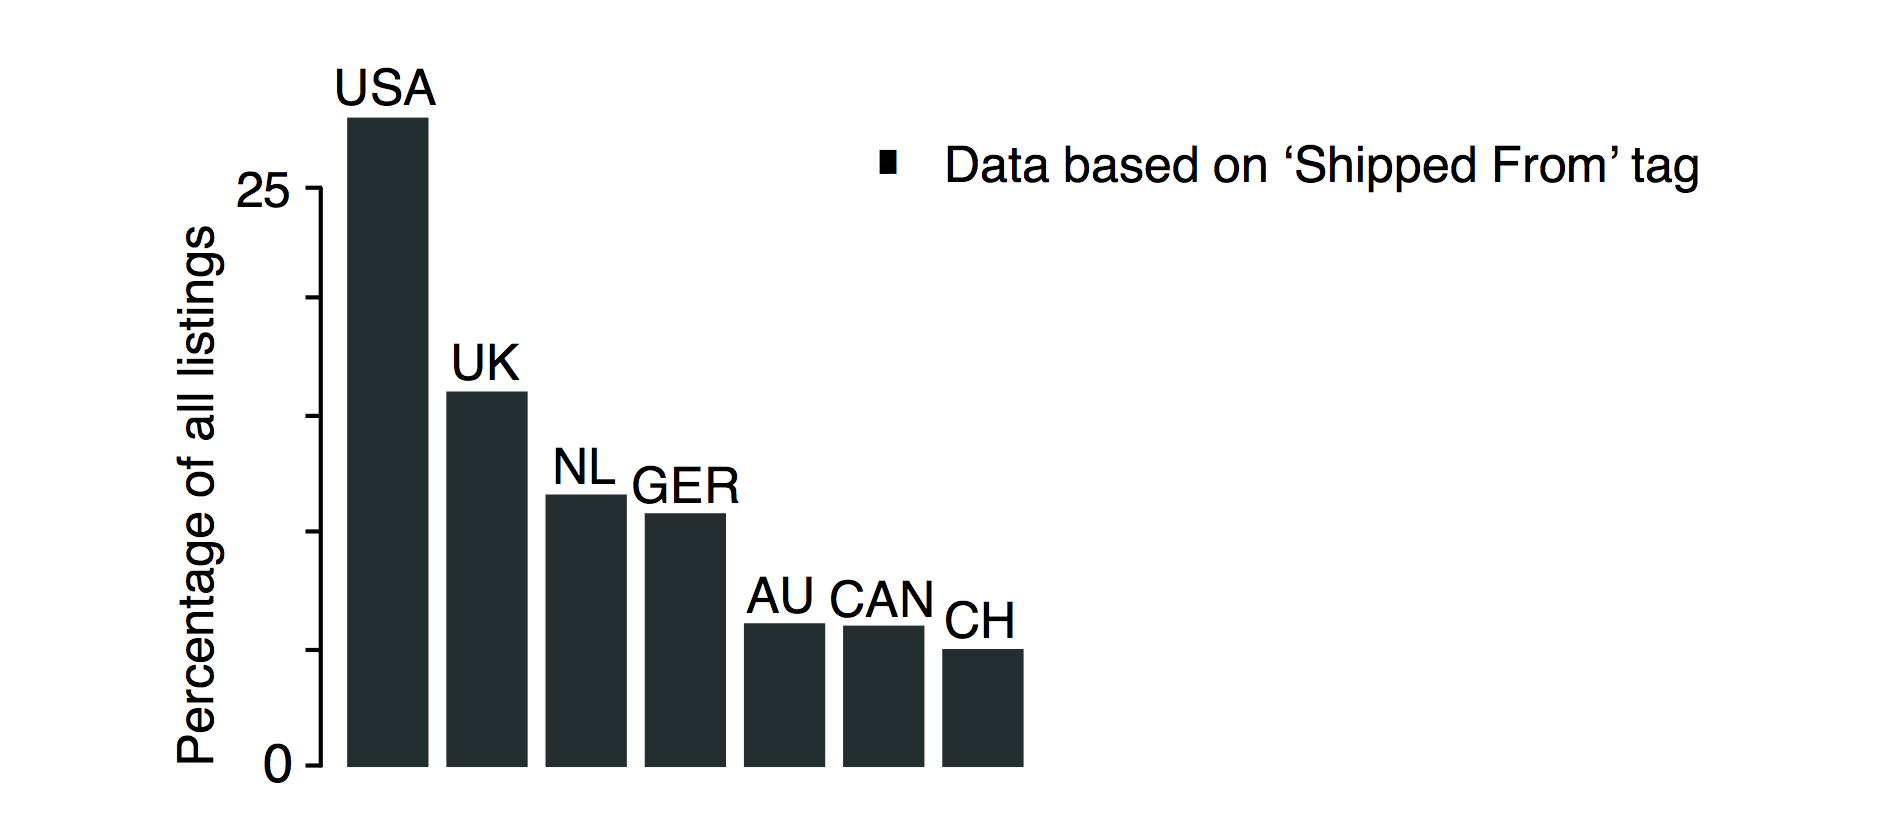 USA
Data based on ‘Shipped From’ tag
25
Percentage of all listings
UK
NL
GER
AU
CAN
CH
0